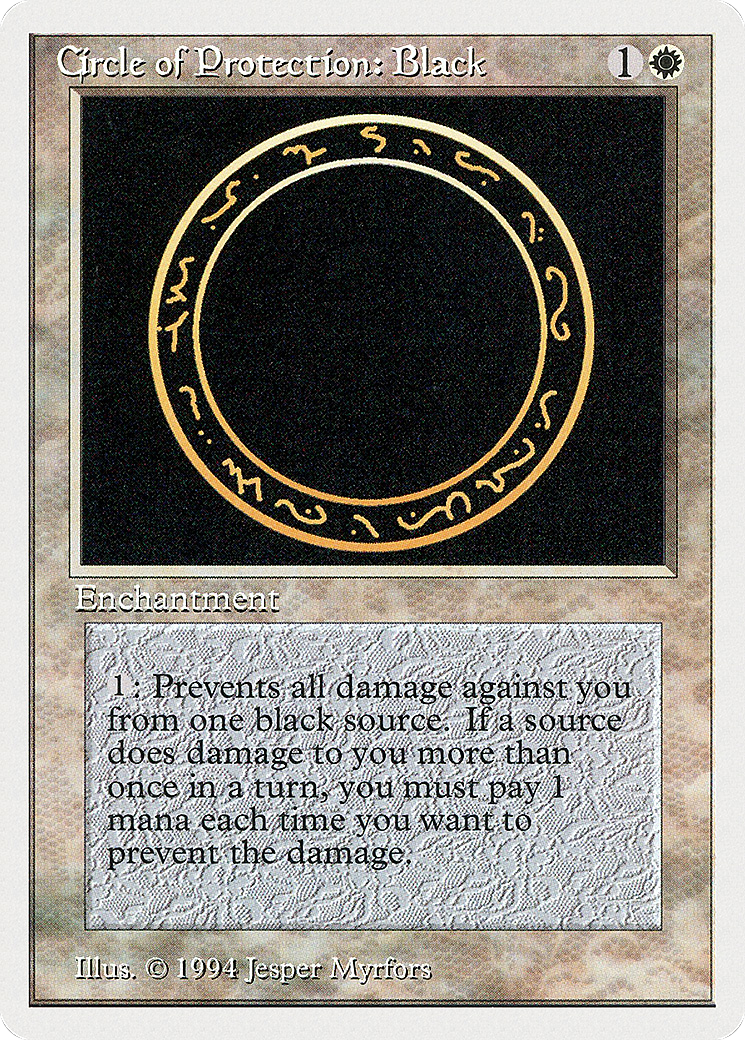 Circle of Protection: Black 1
Enchantment
1: Prevents all damage against you
from one black source. If a source
does damage to you more than
once in a turn, you must pay 1
mana each time you want to
prevent the damage.
Illus. © 1994 Jesper Myrfors